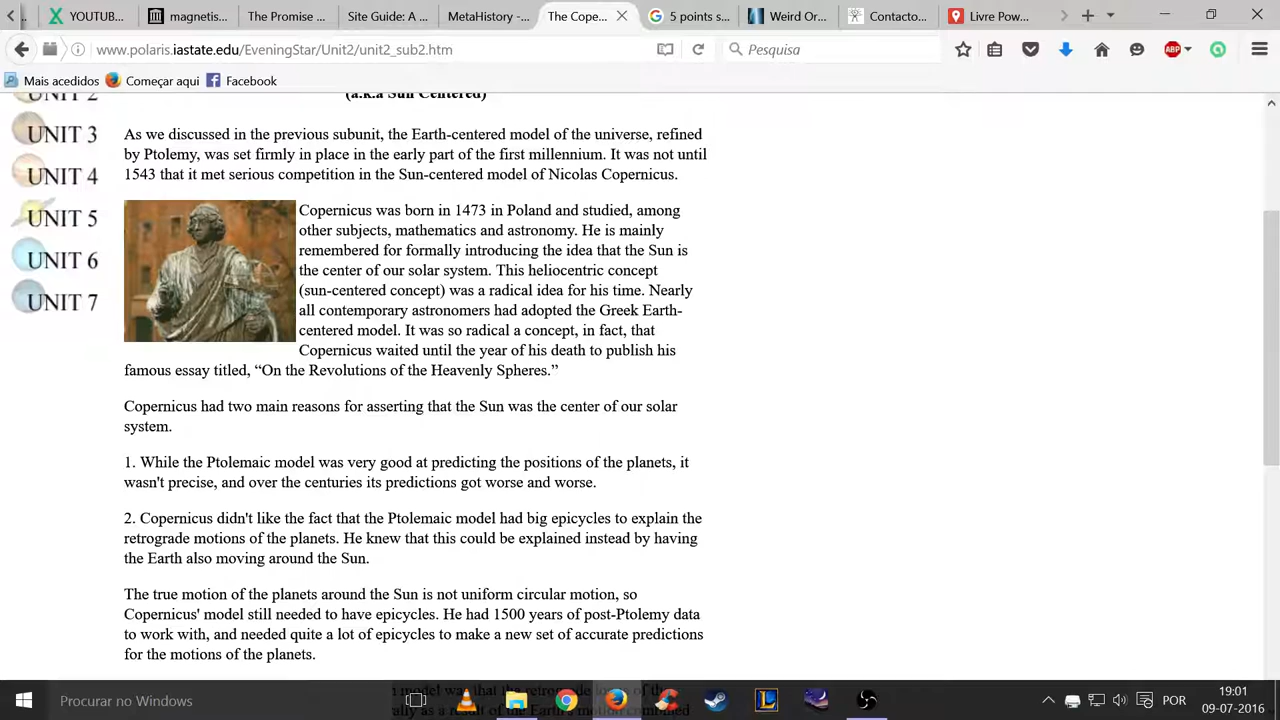 YOUTUB...
magnetis...
The Promise ...
Site Guide: A ...
MetaHistory - ...
The Cope...
5 points s...
Weird Or...
Contacto...
Livre Pow...
www.polaris.iastate.edu/EveningStar/Unit2/unit2_sub2.htm
Pesquisa
ABP
Mais acedidos
Começar aqui
Facebook
UNIT 2
(a.k.a Sun Centered)
UNIT 3
UNIT 4
UNIT 5
UNIT 6
UNIT 7
As we discussed in the previous subunit, the Earth-centered model of the universe, refined
by Ptolemy, was set firmly in place in the early part of the first millennium. It was not until
1543 that it met serious competition in the Sun-centered model of Nicolas Copernicus.
Copernicus was born in 1473 in Poland and studied, among
other subjects, mathematics and astronomy. He is mainly
remembered for formally introducing the idea that the Sun is
the center of our solar system. This heliocentric concept
(sun-centered concept) was a radical idea for his time. Nearly
all contemporary astronomers had adopted the Greek Earth-
centered model. It was so radical a concept, in fact, that
Copernicus waited until the year of his death to publish his
famous essay titled, “On the Revolutions of the Heavenly Spheres.”
Copernicus had two main reasons for asserting that the Sun was the center of our solar
system.
1. While the Ptolemaic model was very good at predicting the positions of the planets, it
wasn't precise, and over the centuries its predictions got worse and worse.
2. Copernicus didn't like the fact that the Ptolemaic model had big epicycles to explain the
retrograde motions of the planets. He knew that this could be explained instead by having
the Earth also moving around the Sun.
The true motion of the planets around the Sun is not uniform circular motion, so
Copernicus' model still needed to have epicycles. He had 1500 years of post-Ptolemy data
to work with, and needed quite a lot of epicycles to make a new set of accurate predictions
for the motions of the planets.
Procurar no Windows
POR
19:01
09-07-2016